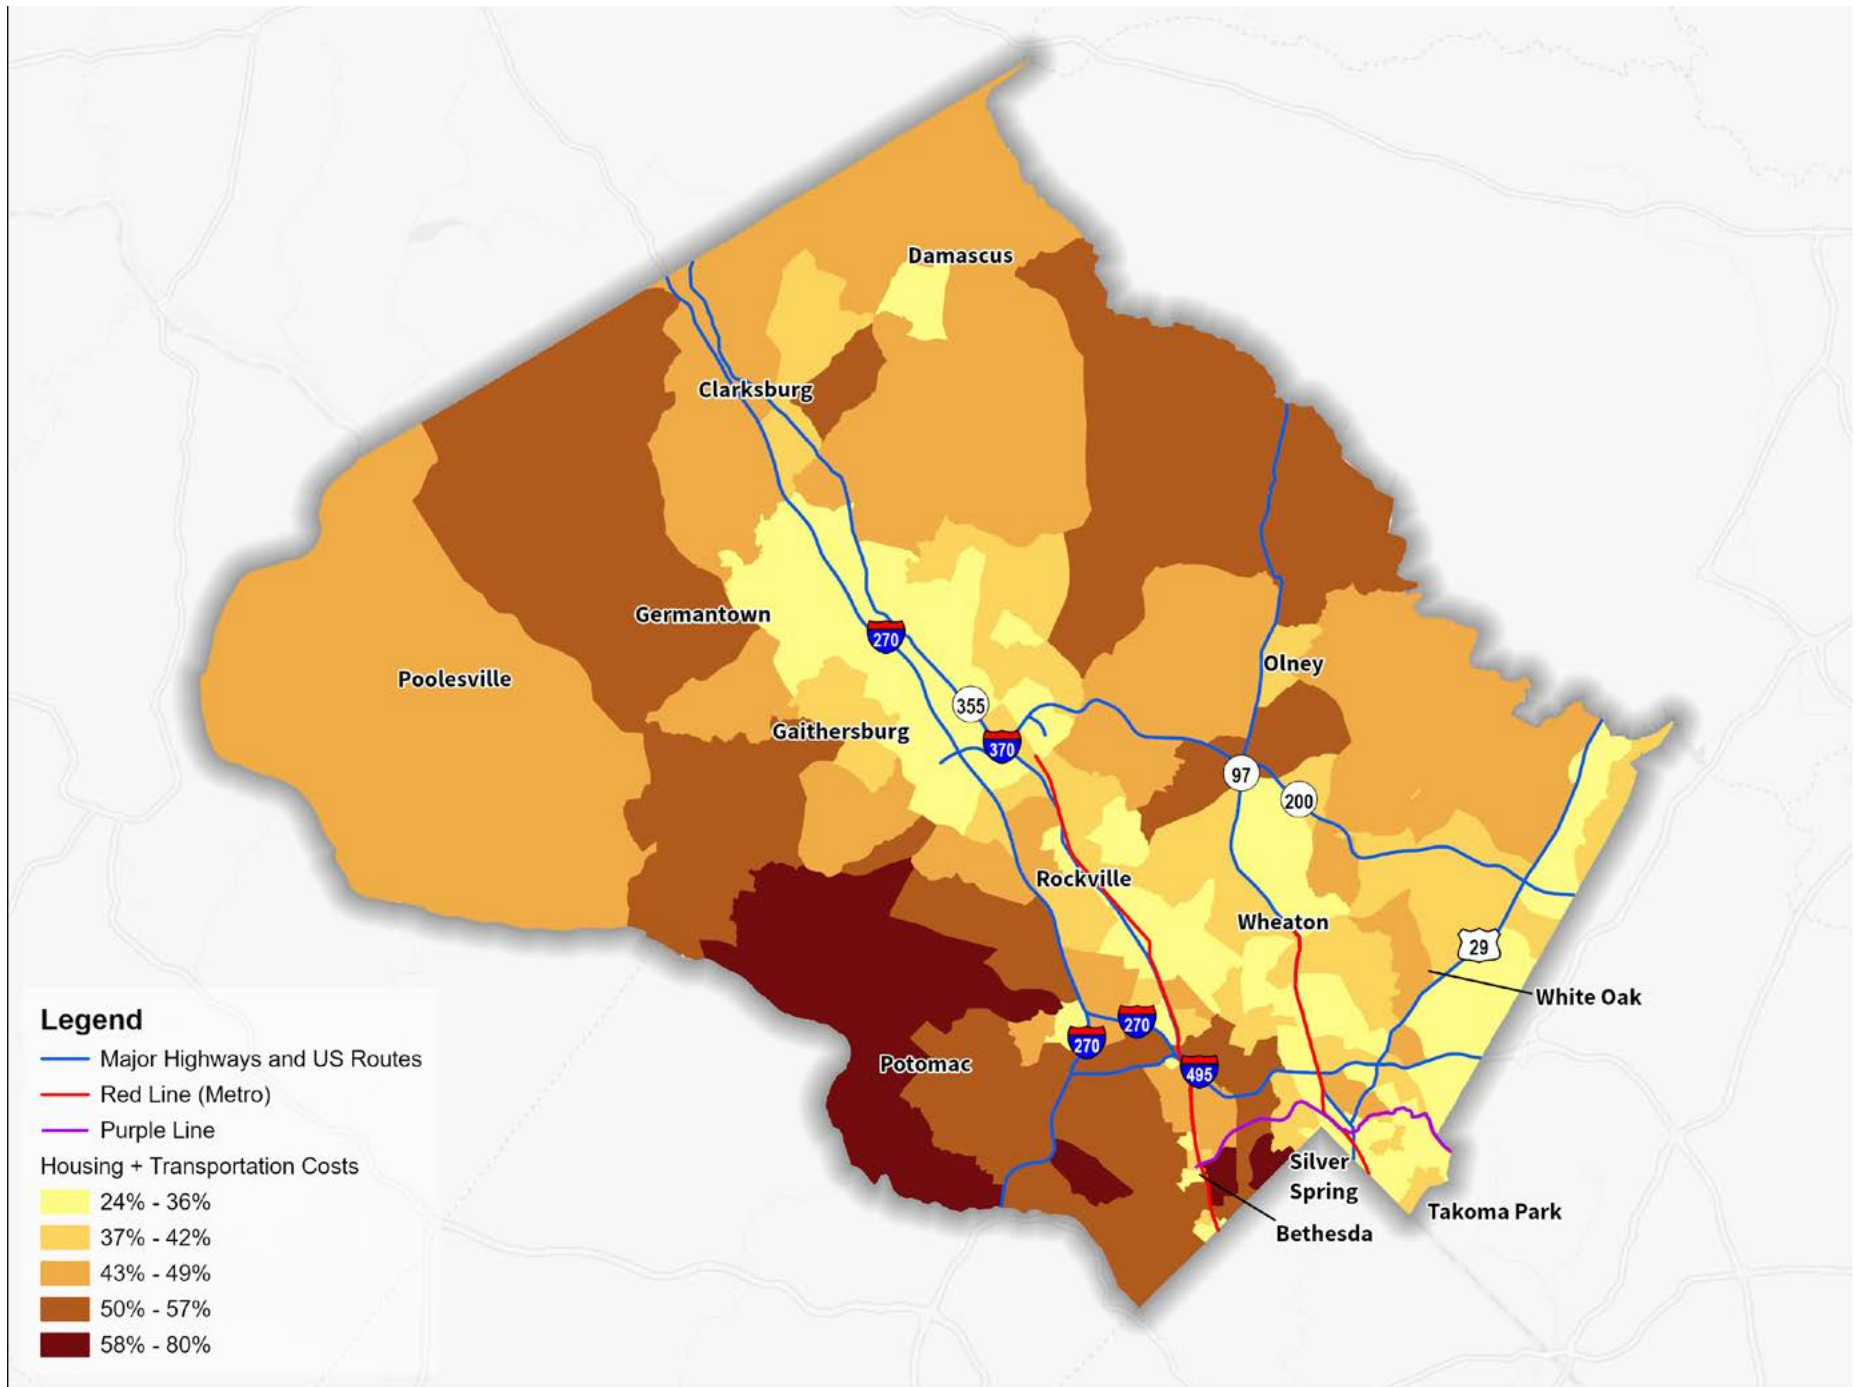 Damascus
Clarksburg
Germantown
270
Poolesville
Olney
355
Gaithersburg
370
97
200
Rockville
Wheaton
29
White Oak
270
270
Potomac
495
Silver
Spring
Takoma Park
Bethesda
Legend
Major Highways and US Routes
Red Line (Metro)
Purple Line
Housing + Transportation Costs
24% - 36%
37% - 42%
43% - 49%
50% - 57%
58% - 80%